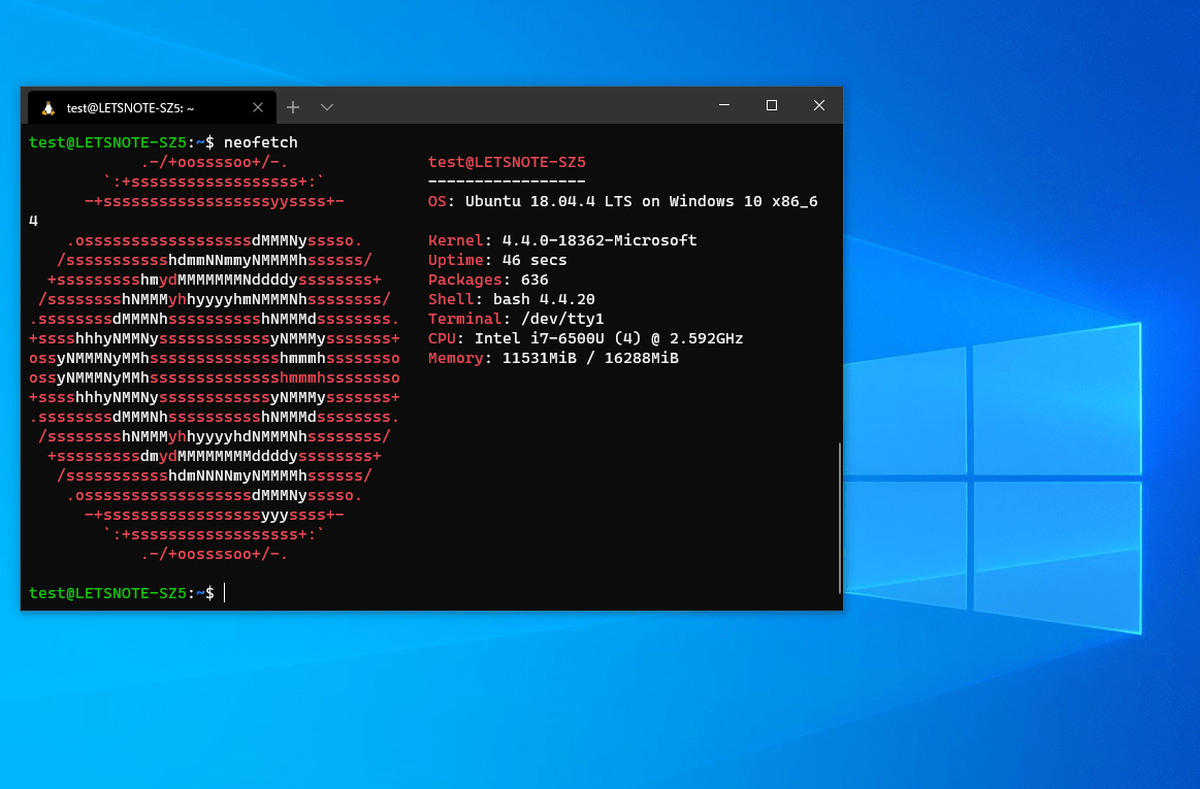 test@LETSNOTE-SZ5: ~
test@LETSNOTE-SZ5:~$ neofetch
            .-/+oossssoo+/-.               test@LETSNOTE-SZ5
        `:+ssssssssssssssssss+:`           -----------------
      -+ssssssssssssssssssyyssss+-         OS: Ubuntu 18.04.4 LTS on Windows 10 x86_6
4
    .ossssssssssssssssssdMMMNysssso.       Kernel: 4.4.0-18362-Microsoft
   /ssssssssssshdmmNNmmyNMMMMhssssss/      Uptime: 46 secs
  +ssssssssshmydMMMMMMMNddddyssssssss+     Packages: 636
 /sssssssshNMMMyhhyyyyhmNMMMNhssssssss/    Shell: bash 4.4.20
.ssssssssdMMMNhsssssssssshNMMMdssssssss.   Terminal: /dev/tty1
+sssshhhyNMMNyssssssssssssyNMMMysssssss+   CPU: Intel i7-6500U (4) @ 2.592GHz
ossyNMMMNyMMhsssssssssssssshmmmhssssssso   Memory: 11531MiB / 16288MiB
ossyNMMMNyMMhsssssssssssssshmmmhssssssso
+sssshhhyNMMNyssssssssssssyNMMMysssssss+
.ssssssssdMMMNhsssssssssshNMMMdssssssss.
 /sssssssshNMMMyhhyyyyhdNMMMNhssssssss/
  +sssssssssdmydMMMMMMMMddddyssssssss+
   /ssssssssssshdmNNNNmyNMMMMhssssss/
    .ossssssssssssssssssdMMMNysssso.
      -+sssssssssssssssssyyyssss+-
        `:+ssssssssssssssssss+:`
            .-/+oossssoo+/-.
test@LETSNOTE-SZ5:~$